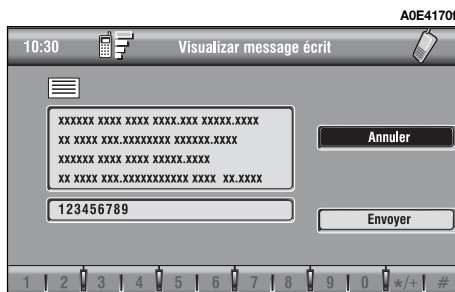 A0E4170f
10:30 Visualizar message écrit
xxxxxx xxxx xxxx xxxx.xxx xxxxx.xxxx
xx xxxx xxx.xxxxxxxx xxxxxx.xxxx
xxxxxx xxxx xxxx xxxxx.xxxx
xx xxxx xxx.xxxxxxxxxxx xxxx xx.xxxx
Annuler
123456789
Envoyer
1 2 3 4 5 6 7 8 9 0 */+ #